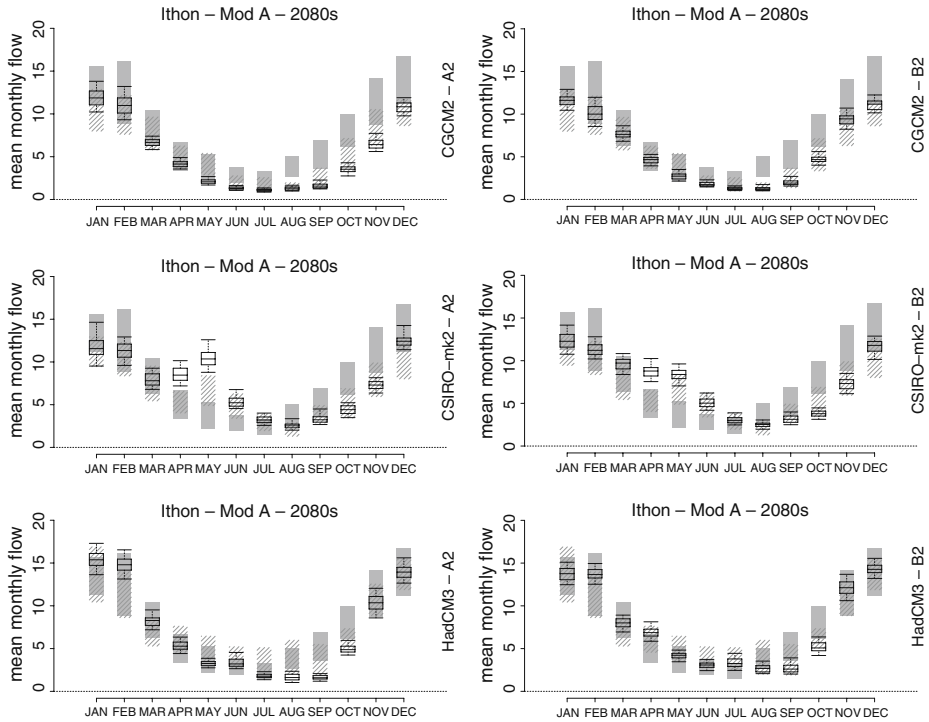 Ithon – Mod A – 2080s
mean monthly flow
20
15
10
5
0
JAN FEB MAR APR MAY JUN JUL AUG SEP OCT NOV DEC
CGCM2 – A2
Ithon – Mod A – 2080s
mean monthly flow
20
15
10
5
0
JAN FEB MAR APR MAY JUN JUL AUG SEP OCT NOV DEC
CGCM2 – B2
Ithon – Mod A – 2080s
mean monthly flow
20
15
10
5
0
JAN FEB MAR APR MAY JUN JUL AUG SEP OCT NOV DEC
CSIRO–mk2 – A2
Ithon – Mod A – 2080s
mean monthly flow
20
15
10
5
0
JAN FEB MAR APR MAY JUN JUL AUG SEP OCT NOV DEC
CSIRO–mk2 – B2
Ithon – Mod A – 2080s
mean monthly flow
20
15
10
5
0
JAN FEB MAR APR MAY JUN JUL AUG SEP OCT NOV DEC
HadCM3 – A2
Ithon – Mod A – 2080s
mean monthly flow
20
15
10
5
0
JAN FEB MAR APR MAY JUN JUL AUG SEP OCT NOV DEC
HadCM3 – B2